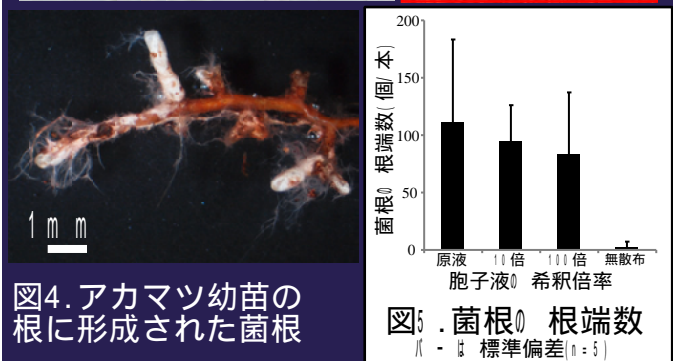 1 m m
図4.アカマツ幼苗の
根に形成された菌根
菌根の 根端数(個/本)
200
150
100
50
0
原液 10倍 100倍 無散布
胞子液の 希釈倍率
図5 .菌根の 根端数
バーは 標準偏差(n=5)